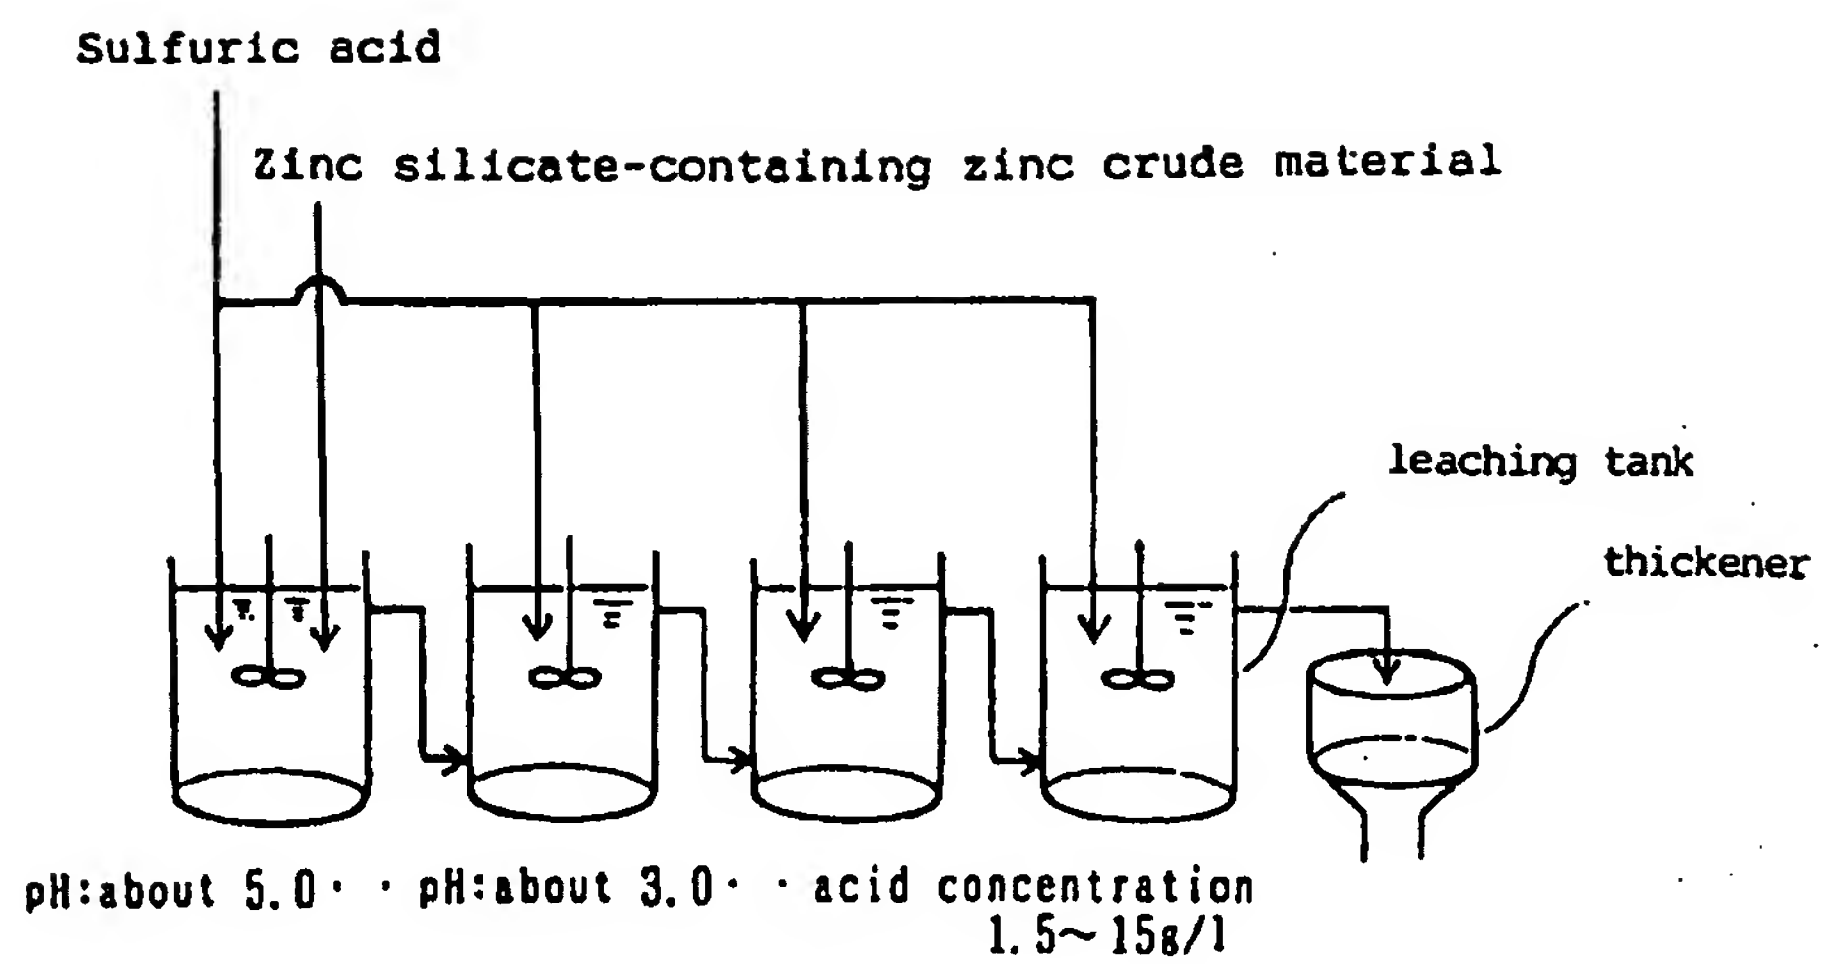 Sulfuric acid
Zinc silicate-containing zinc crude material
leaching tank
thickener
pH:about 5.0・ ・pH:about 3.0・ ・acid concentration
1.5～15g/l